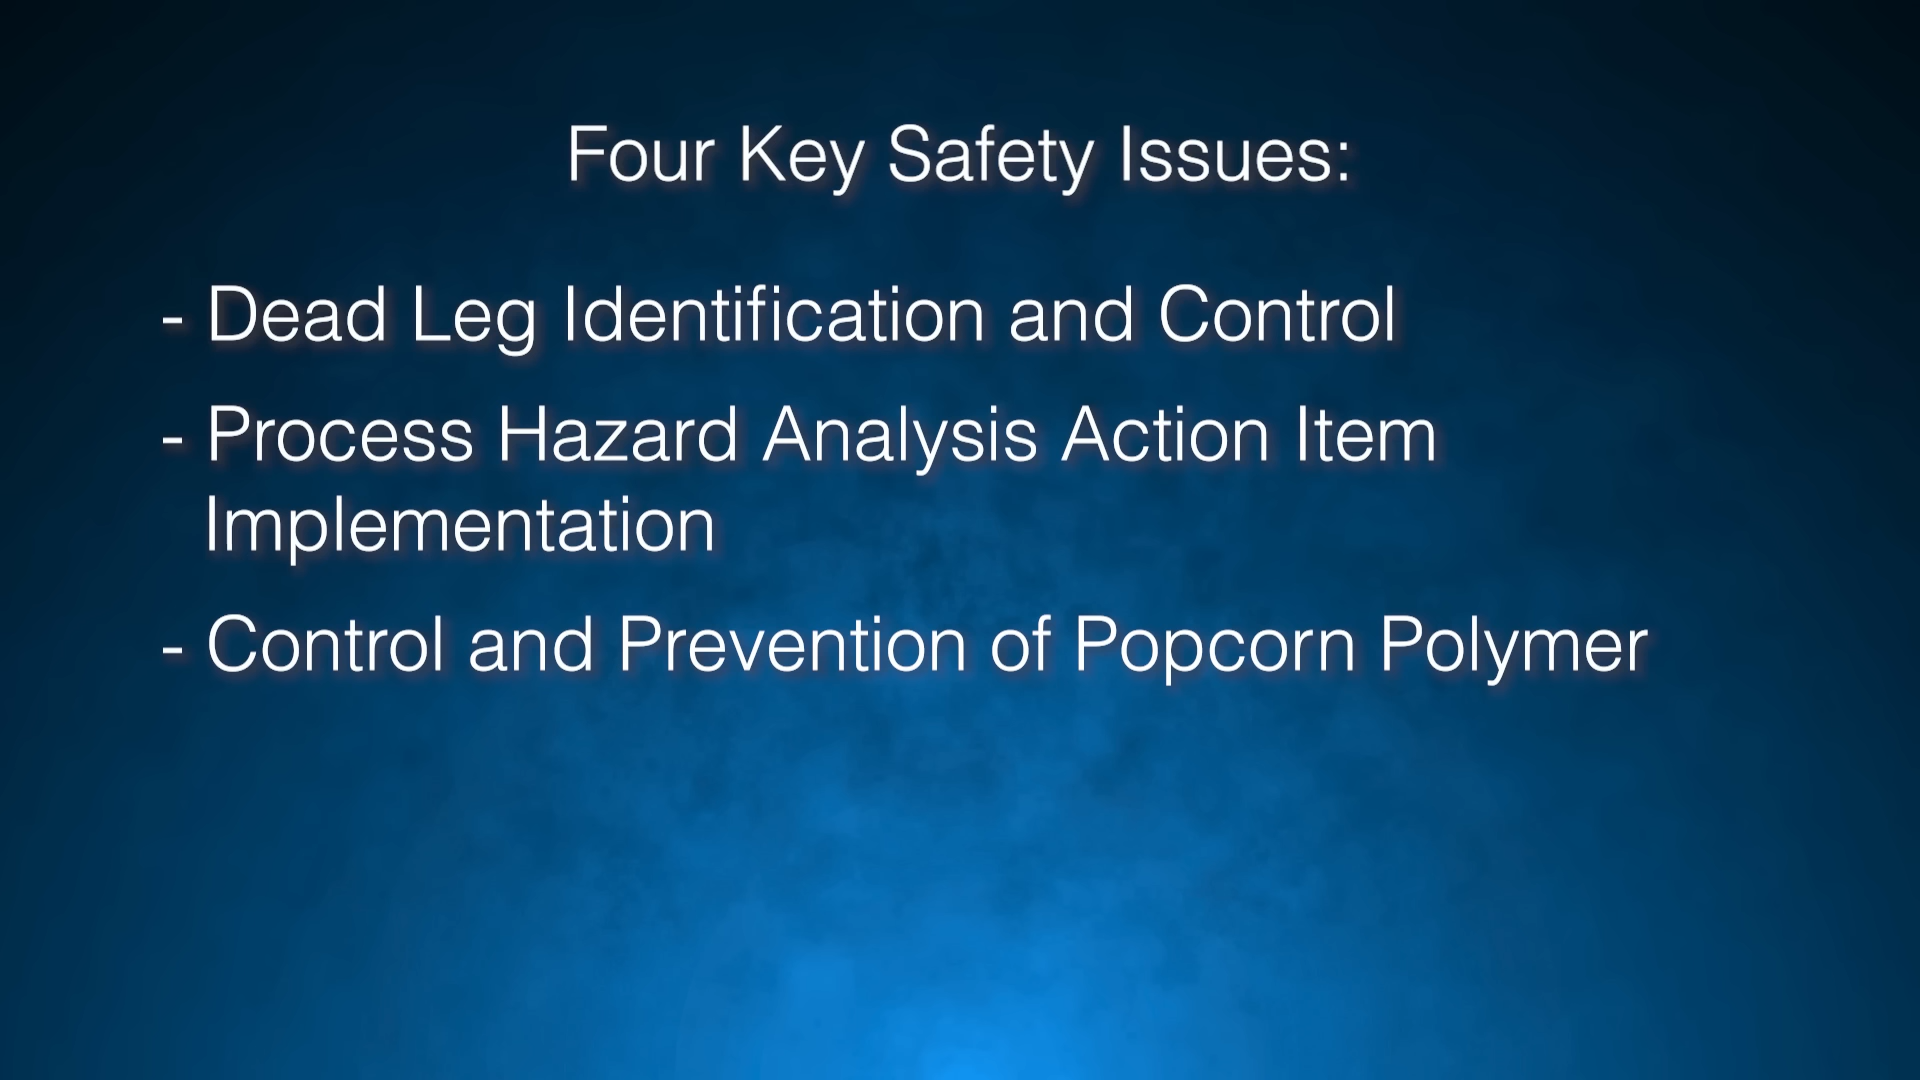 Four Key Safety Issues:
- Dead Leg Identification and Control
- Process Hazard Analysis Action Item
Implementation
- Control and Prevention of Popcorn Polymer